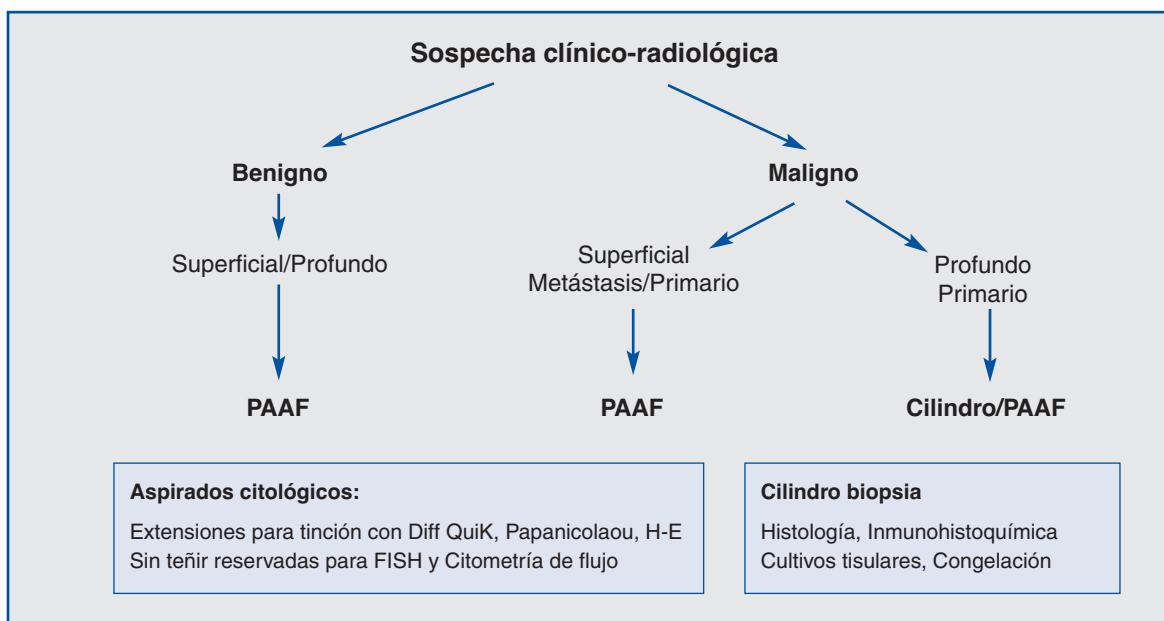 Sospecha clínico-radiológica
Benigno
Maligno
Superficial/Profundo
Superficial
Metástasis/Primario
Profundo
Primario
PAAF
PAAF
Cilindro/PAAF
Aspirados citológicos:
Extensiones para tinción con Diff QuiK, Papanicolaou, H-E
Sin teñir reservadas para FISH y Citometría de flujo
Cilindro biopsia
Histología, Inmunohistoquímica
Cultivos tisulares, Congelación